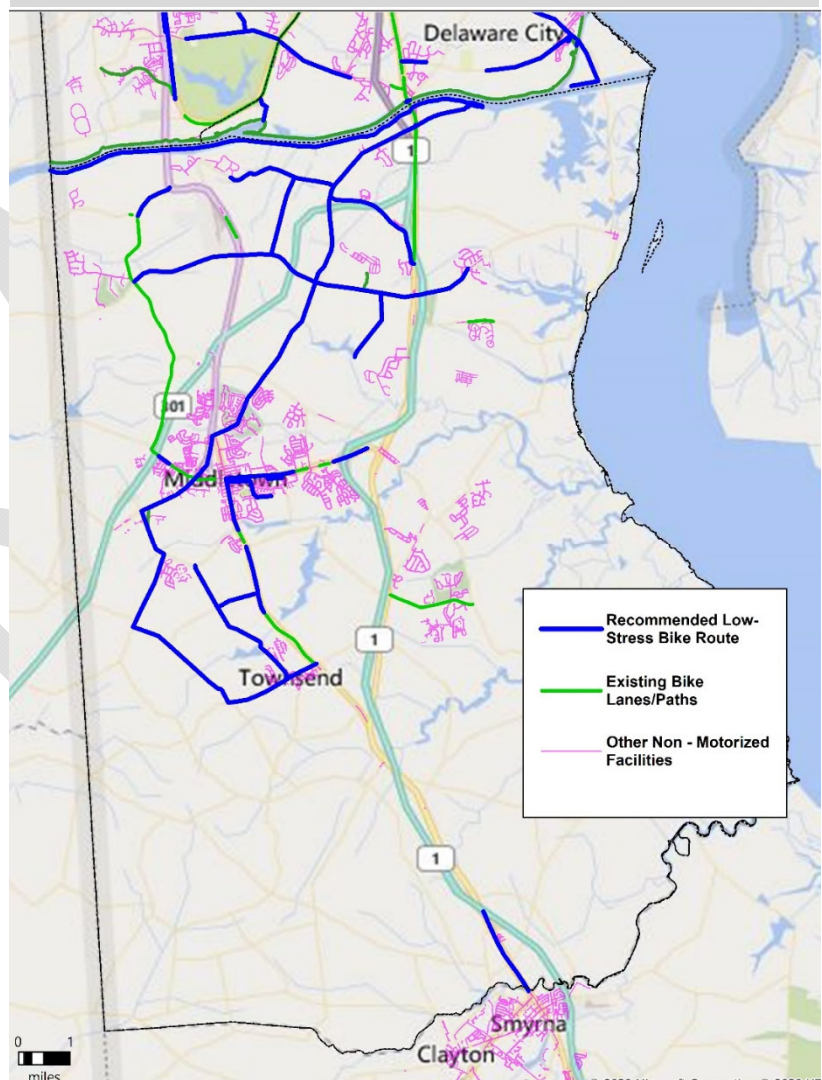 Delaware City
1
301
Middletown
Recommended Low-
Stress Bike Route
1
Existing Bike
Lanes/Paths
Townsend
Other Non - Motorized
Facilities
1
Smyrna
0 1
Clayton
miles